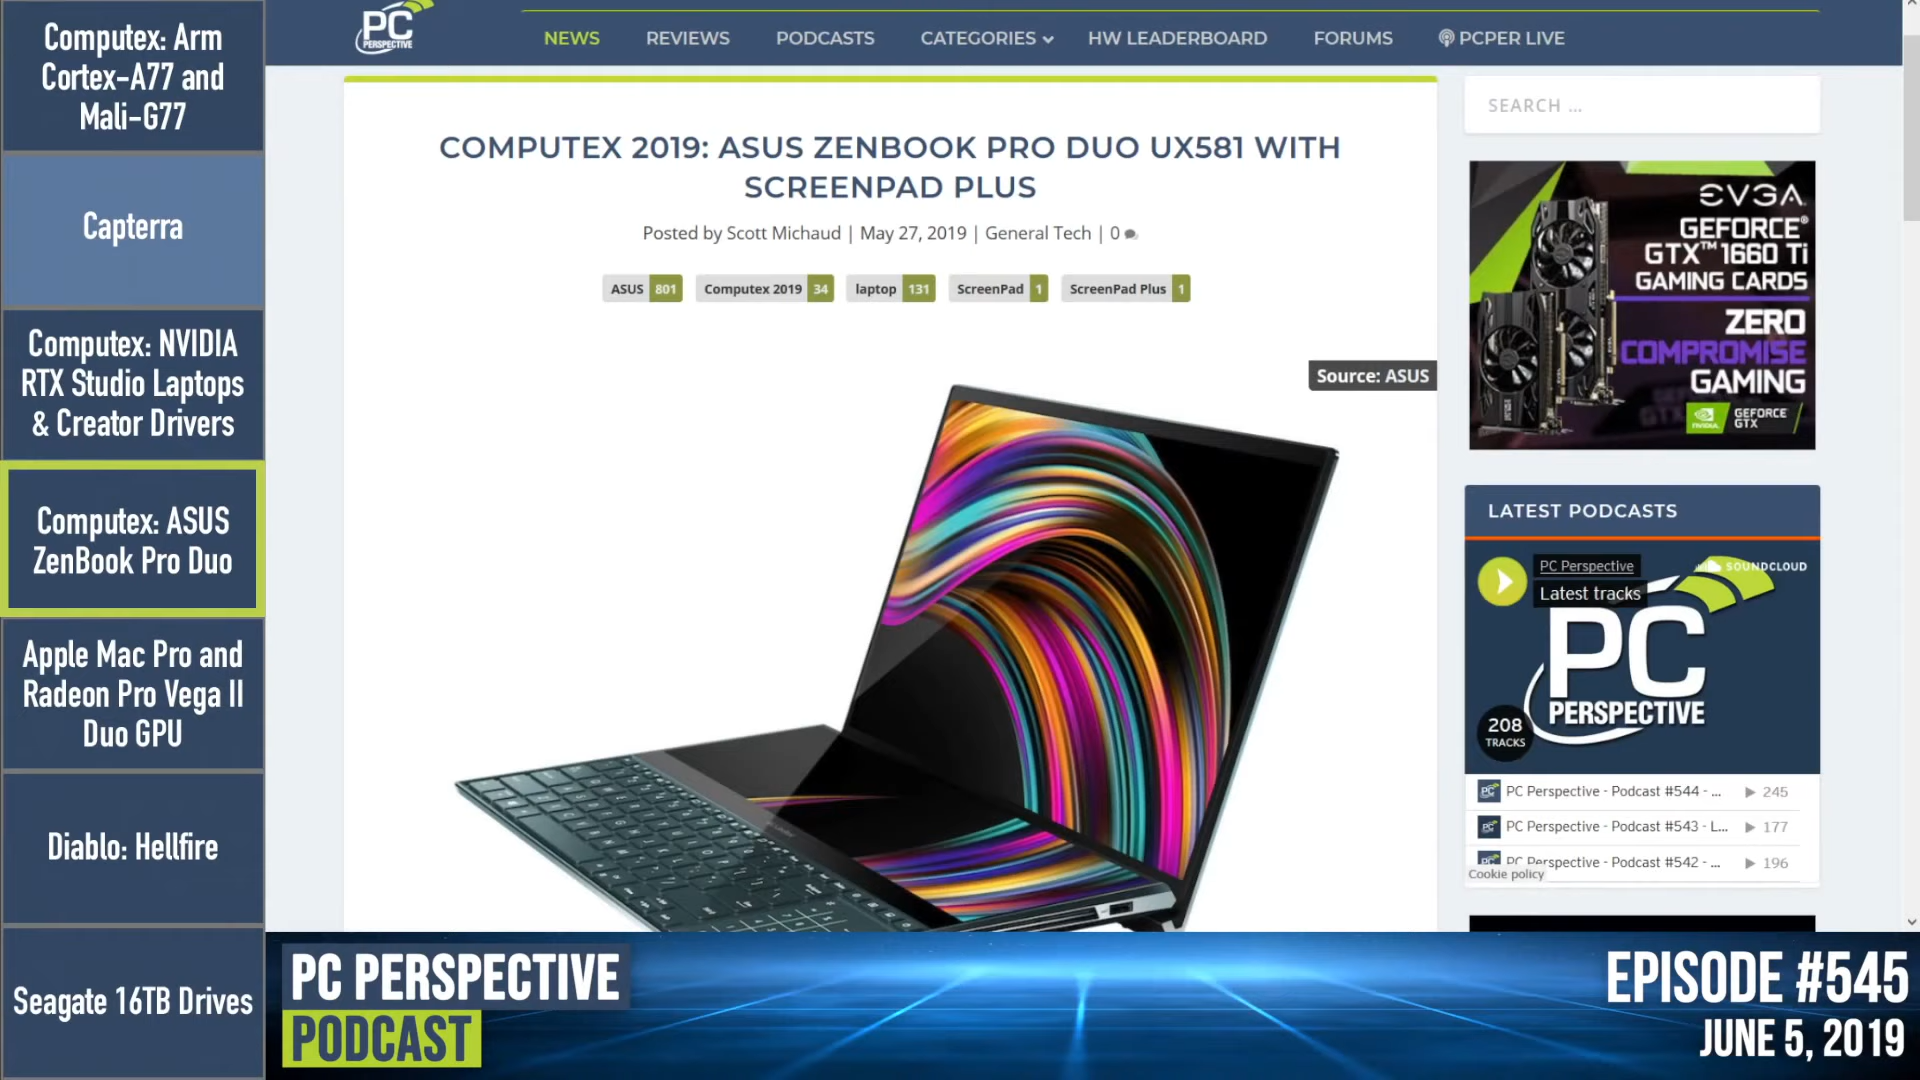 Computex: Arm
Cortex-A77 and
Mali-G77
Capterra
Computex: NVIDIA
RTX Studio Laptops
& Creator Drivers
Computex: ASUS
ZenBook Pro Duo
Apple Mac Pro and
Radeon Pro Vega II
Duo GPU
Diablo: Hellfire
Seagate 16TB Drives
PC
PERSPECTIVE
NEWS REVIEWS PODCASTS CATEGORIES HW LEADERBOARD FORUMS PCPER LIVE
COMPUTEX 2019: ASUS ZENBOOK PRO DUO UX581 WITH
SCREENPAD PLUS
Posted by Scott Michaud | May 27, 2019 | General Tech | 0
ASUS 801 Computex 2019 34 laptop 131 ScreenPad 1 ScreenPad Plus 1
Source: ASUS
SEARCH ...
EVGA
GEFORCE®
GTX™ 1660 Ti
GAMING CARDS
ZERO
COMPROMISE
GAMING
NVIDIA GEFORCE
GTX
LATEST PODCASTS
PC Perspective
SOUNDCLOUD
Latest tracks
PC
PERSPECTIVE
208
TRACKS
PC Perspective - Podcast #544 - ... 245
PC Perspective - Podcast #543 - L... 177
PC Perspective - Podcast #542 - ... 196
Cookie policy
PC PERSPECTIVE
PODCAST
EPISODE #545
JUNE 5, 2019